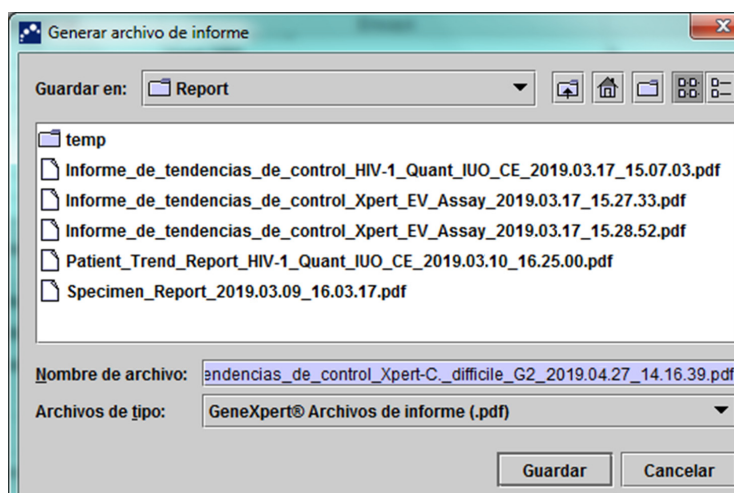 Generar archivo de informe
Guardar en: Report
temp
Informe_de_tendencias_de_control_HIV-1_Quant_IUO_CE_2019.03.17_15.07.03.pdf
Informe_de_tendencias_de_control_Xpert_EV_Assay_2019.03.17_15.27.33.pdf
Informe_de_tendencias_de_control_Xpert_EV_Assay_2019.03.17_15.28.52.pdf
Patient_Trend_Report_HIV-1_Quant_IUO_CE_2019.03.10_16.25.00.pdf
Specimen_Report_2019.03.09_16.03.17.pdf
Nombre de archivo: endencias_de_control_Xpert-C._difficile_G2_2019.04.27_14.16.39.pdf
Archivos de tipo: GeneXpert® Archivos de informe (.pdf)
Guardar Cancelar